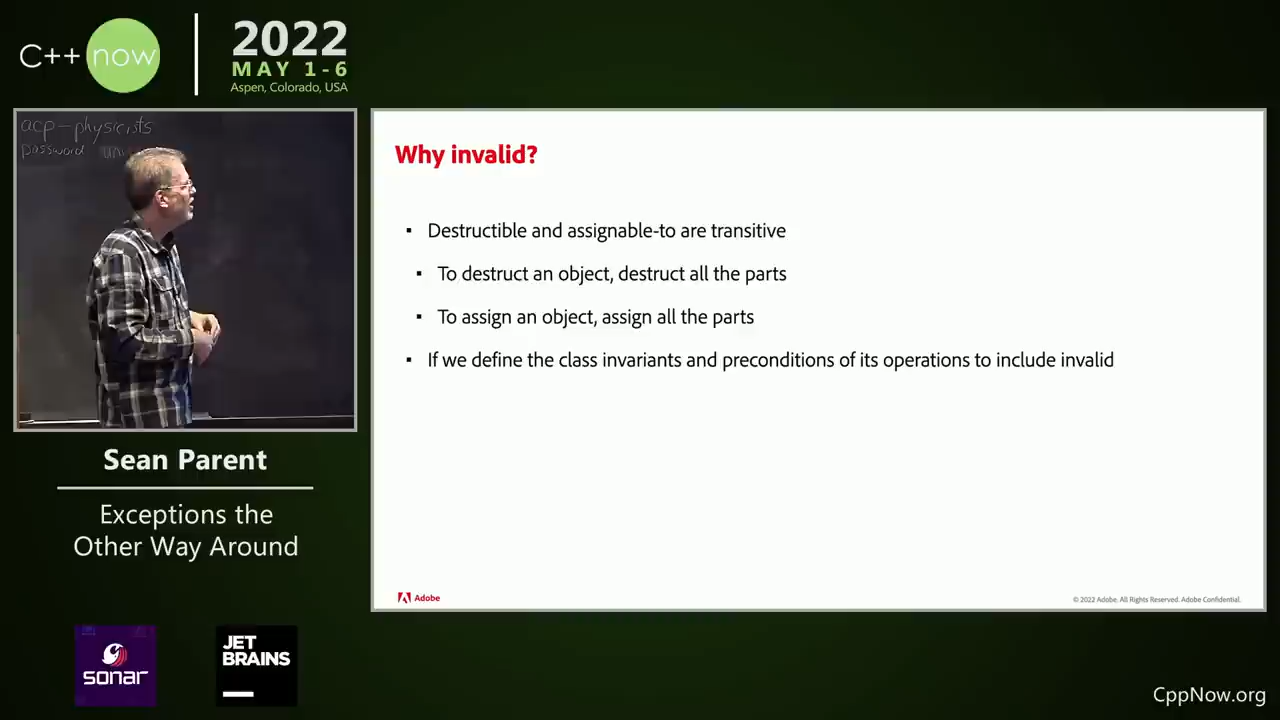 C++ now
2022
MAY 1-6
Aspen, Colorado, USA
acp-physicists
password
Why invalid?
▪ Destructible and assignable-to are transitive
▪ To destruct an object, destruct all the parts
▪ To assign an object, assign all the parts
▪ If we define the class invariants and preconditions of its operations to include invalid
Adobe
© 2022 Adobe. All Rights Reserved. Adobe Confidential.
Sean Parent
Exceptions the
Other Way Around
sonar
JET
BRAINS
CppNow.org